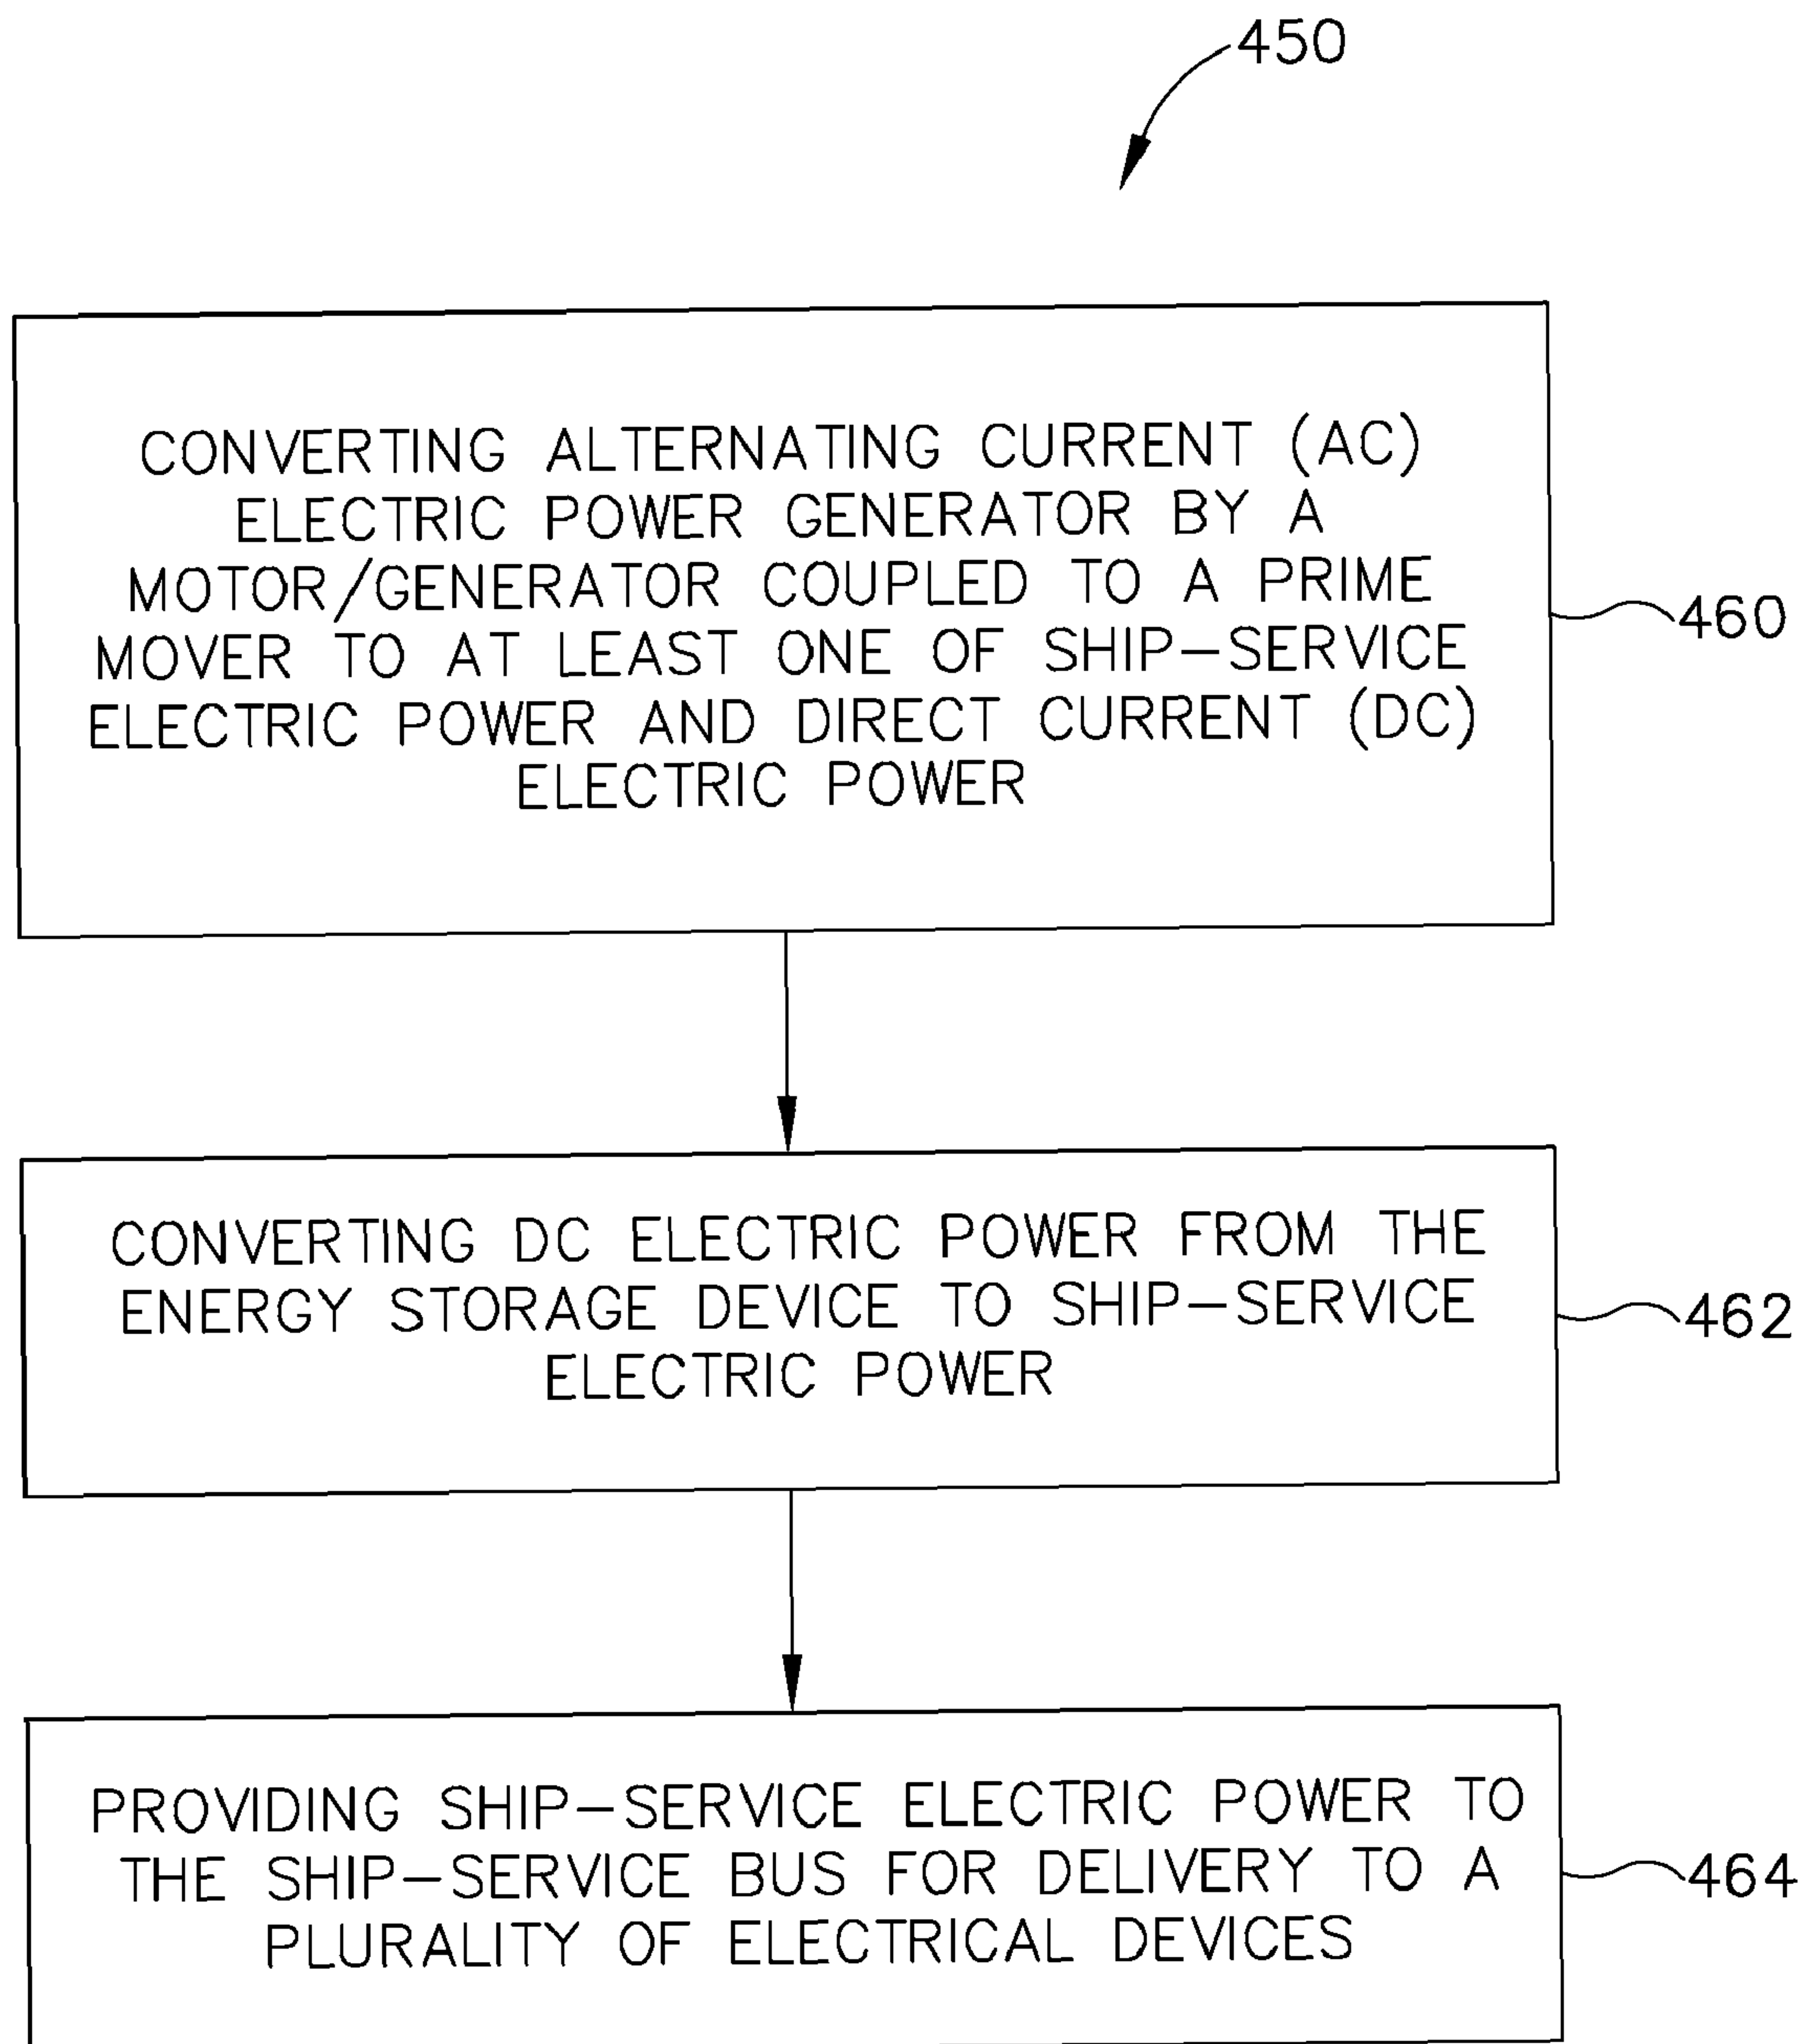 450
CONVERTING ALTERNATING CURRENT (AC)
ELECTRIC POWER GENERATOR BY A
MOTOR/GENERATOR COUPLED TO A PRIME
MOVER TO AT LEAST ONE OF SHIP-SERVICE
ELECTRIC POWER AND DIRECT CURRENT (DC)
ELECTRIC POWER
460
CONVERTING DC ELECTRIC POWER FROM THE
ENERGY STORAGE DEVICE TO SHIP-SERVICE
ELECTRIC POWER
462
PROVIDING SHIP-SERVICE ELECTRIC POWER TO
THE SHIP-SERVICE BUS FOR DELIVERY TO A
PLURALITY OF ELECTRICAL DEVICES
464